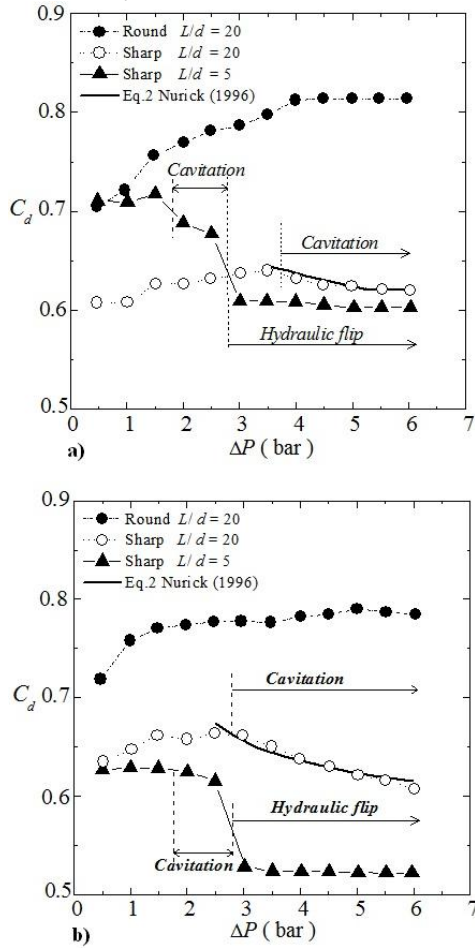 0.9
Round L/d = 20
Sharp L/d = 20
Sharp L/d = 5
Eq.2 Nurick (1996)
0.8
Cavitation
C_d
0.7
Cavitation
0.6
Hydraulic flip
0.5
0 1 2 3 4 5 6 7
a)
ΔP ( bar )
0.9
Round L/ d = 20
Sharp L/ d = 20
Sharp L/ d = 5
Eq.2 Nurick (1996)
0.8
Cavitation
C_d
0.7
0.6
Hydraulic flip
Cavitation
0.5
0 1 2 3 4 5 6 7
b)
ΔP ( bar )